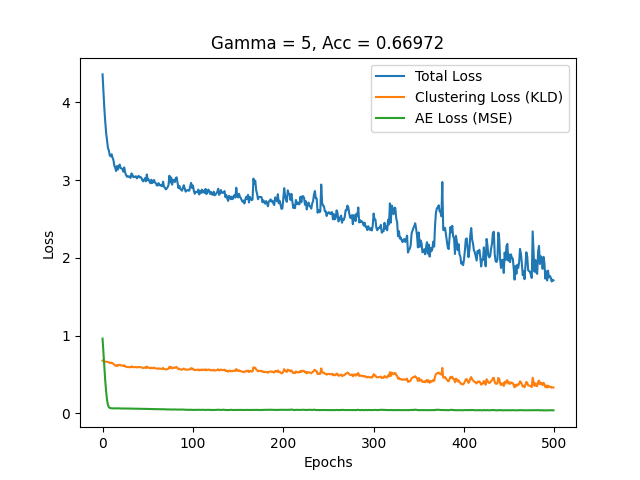 Gamma = 5, Acc = 0.66972
Total Loss
Clustering Loss (KLD)
AE Loss (MSE)
Loss
4
3
2
1
0
0 100 200 300 400 500
Epochs